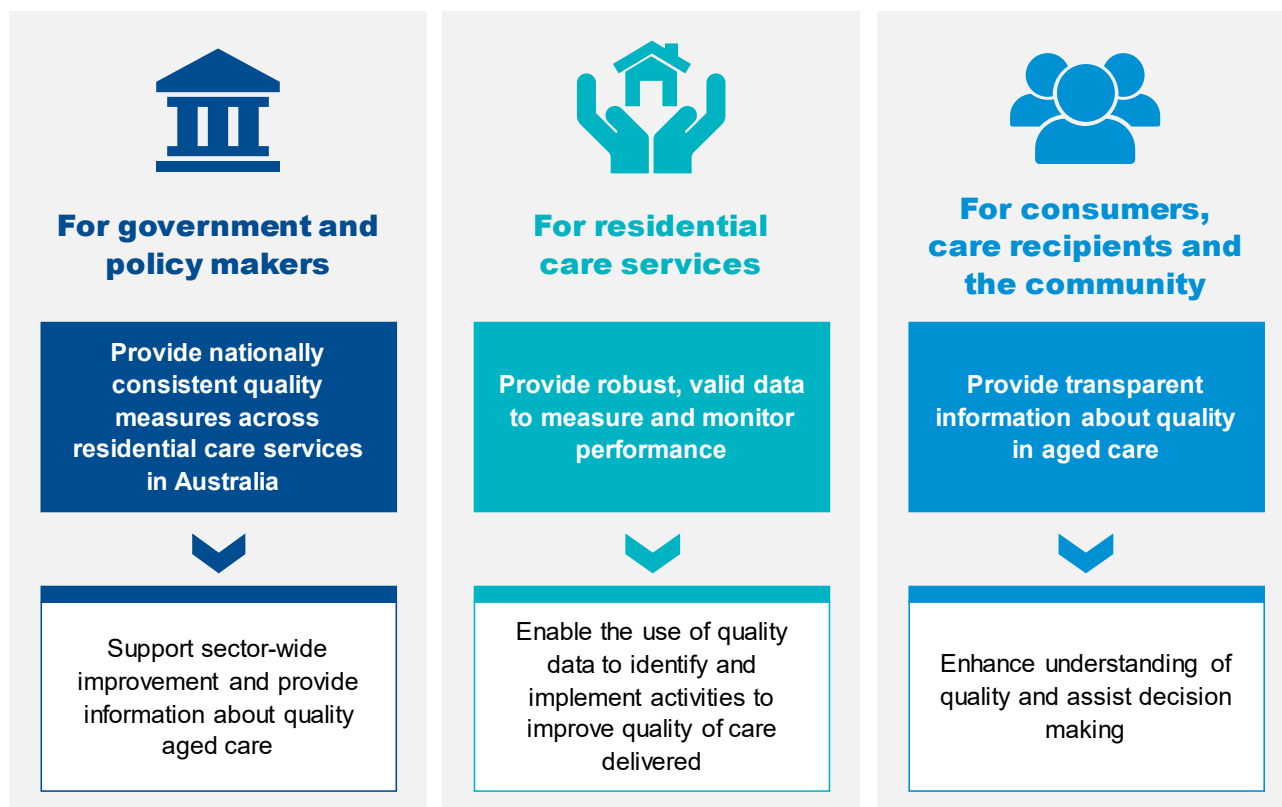 For government and
policy makers
Provide nationally
consistent quality
measures across
residential care services
in Australia
Support sector-wide
improvement and provide
information about quality
aged care
For residential
care services
Provide robust, valid data
to measure and monitor
performance
Enable the use of quality
data to identify and
implement activities to
improve quality of care
delivered
For consumers,
care recipients and
the community
Provide transparent
information about quality
in aged care
Enhance understanding of
quality and assist decision
making